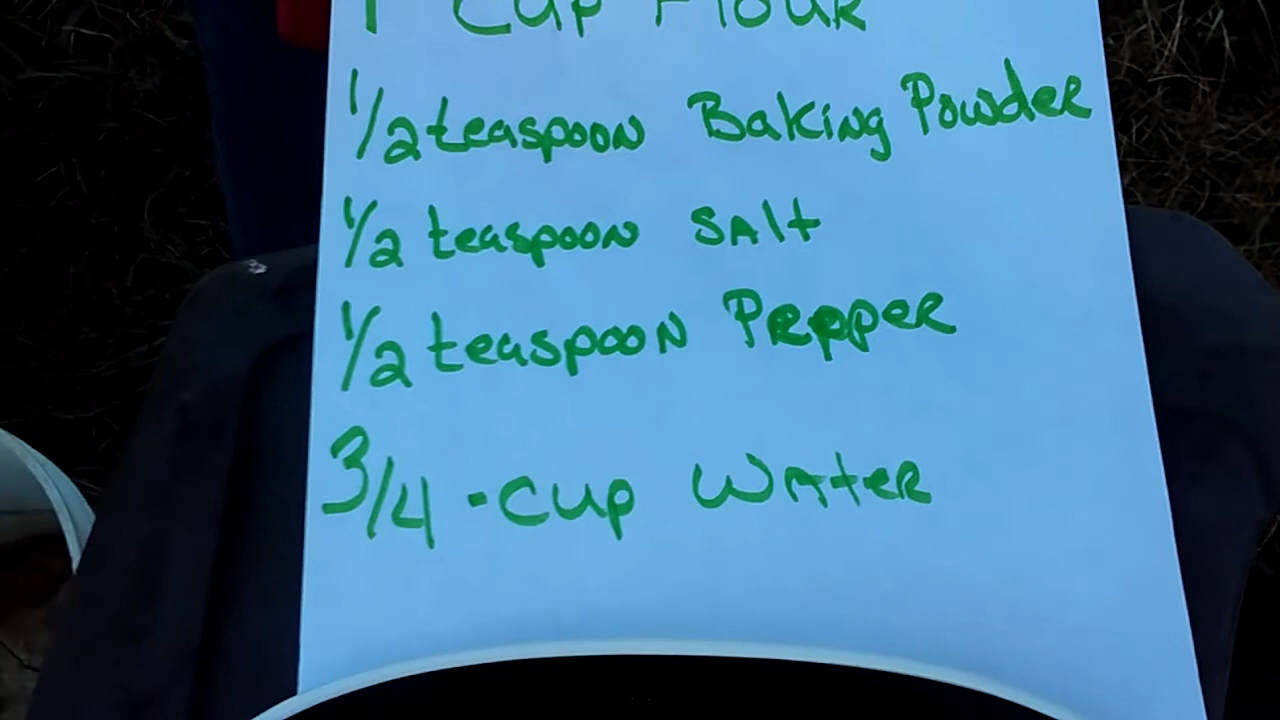 1 Cup Flour
1/2 teaspoon Baking Powder
1/2 teaspoon SAlt
1/2 teaspoon Pepper
3/4 - Cup WAter